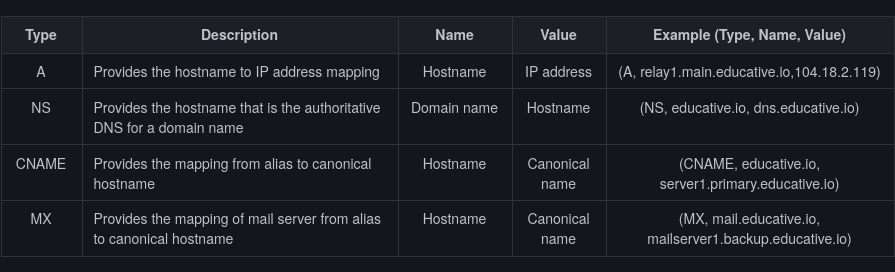 Type Description Name Value Example (Type, Name, Value)
A Provides the hostname to IP address mapping Hostname IP address (A, relay1.main.educative.io,104.18.2.119)
NS Provides the hostname that is the authoritative Domain name Hostname (NS, educative.io, dns.educative.io)
DNS for a domain name
CNAME Provides the mapping from alias to canonical Hostname Canonical (CNAME, educative.io,
hostname name server1.primary.educative.io)
MX Provides the mapping of mail server from alias Hostname Canonical (MX, mail.educative.io,
to canonical hostname name mailserver1.backup.educative.io)